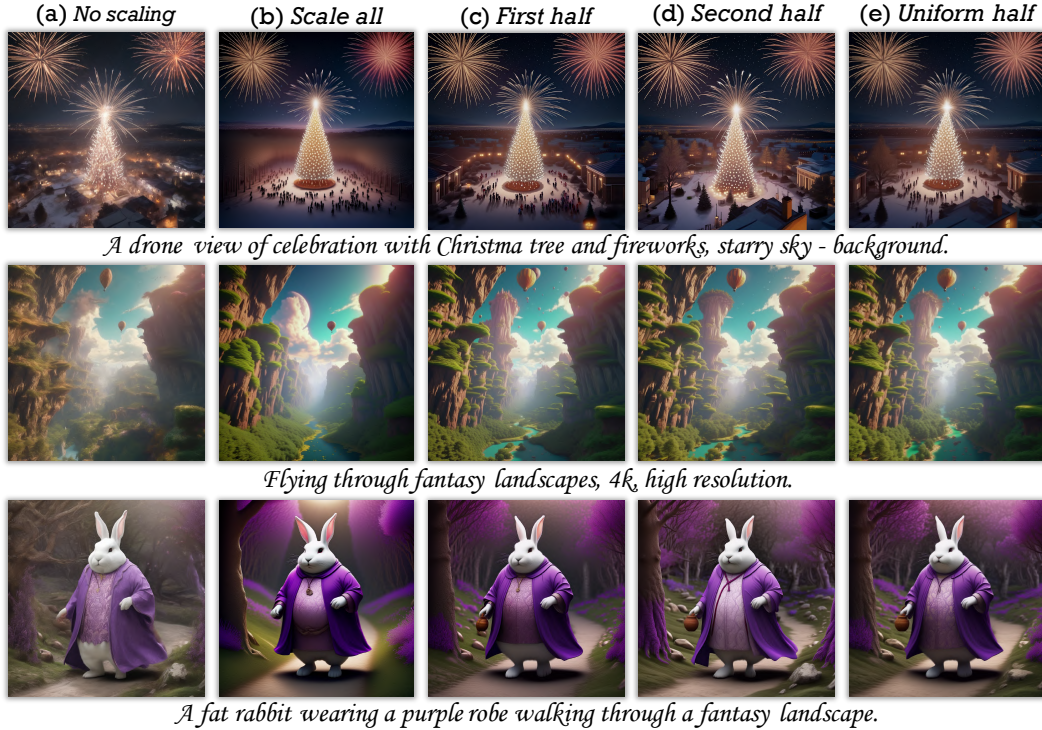 (a) No scaling (b) Scale all (c) First half (d) Second half (e) Uniform half
A drone view of celebration with Christma tree and fireworks, starry sky - background.
Flying through fantasy landscapes, 4k, high resolution.
A fat rabbit wearing a purple robe walking through a fantasy landscape.